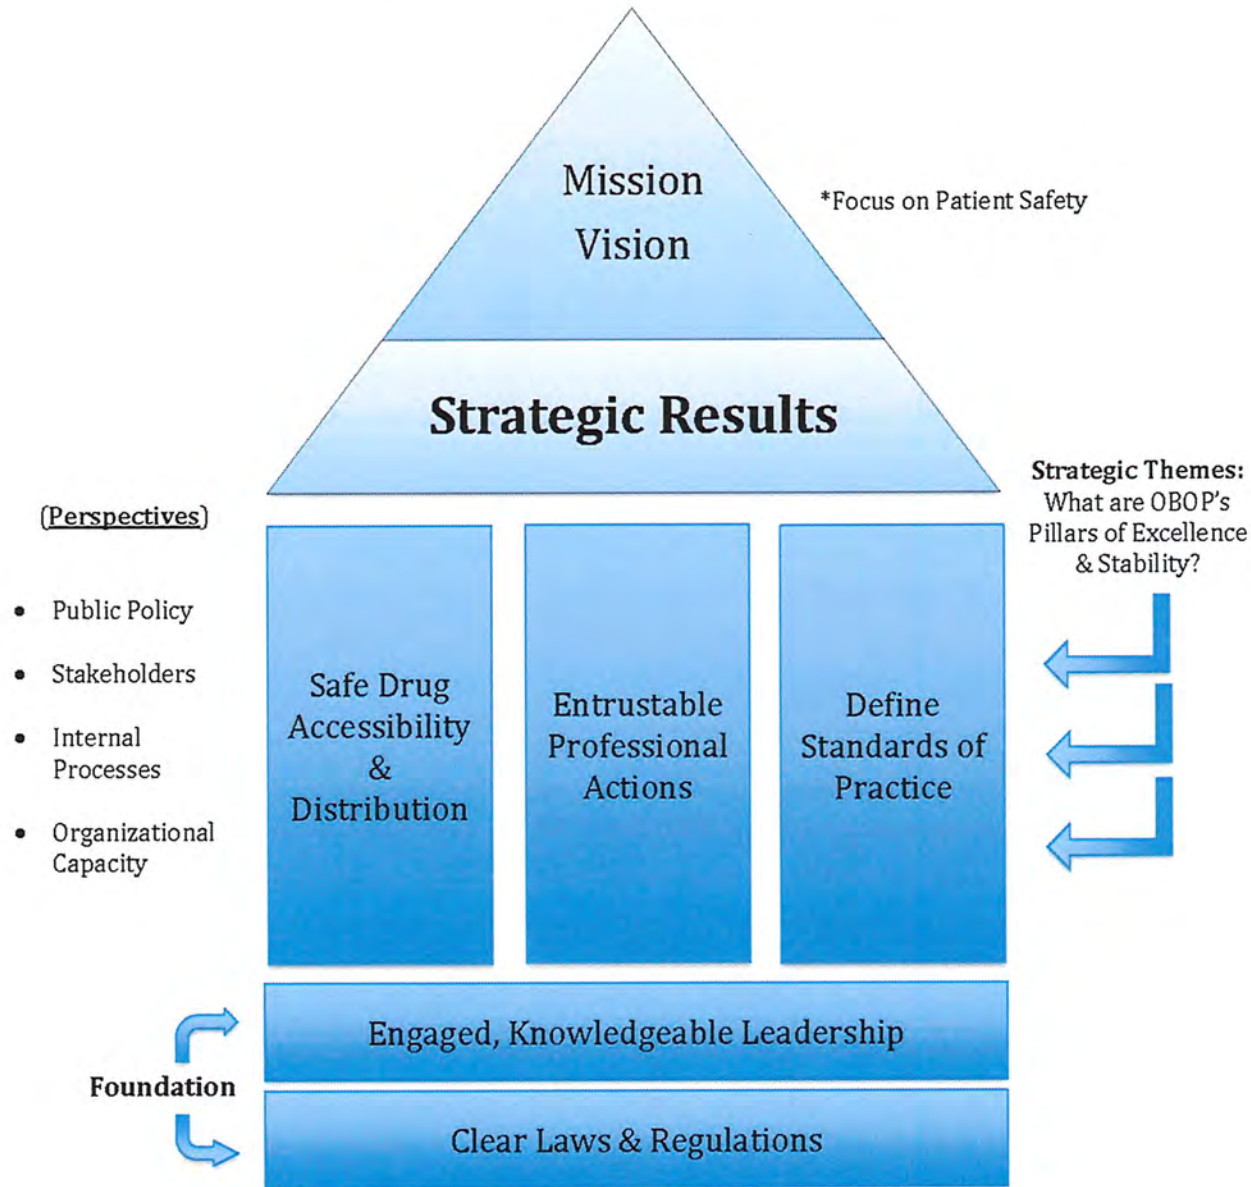 Mission
Vision
*Focus on Patient Safety
Strategic Results
Strategic Themes:
What are OBOP's
Pillars of Excellence
& Stability?
(Perspectives)
• Public Policy
• Stakeholders
• Internal
Processes
• Organizational
Capacity
Safe Drug
Accessibility
&
Distribution
Entrustable
Professional
Actions
Define
Standards of
Practice
Engaged, Knowledgeable Leadership
Foundation
Clear Laws & Regulations